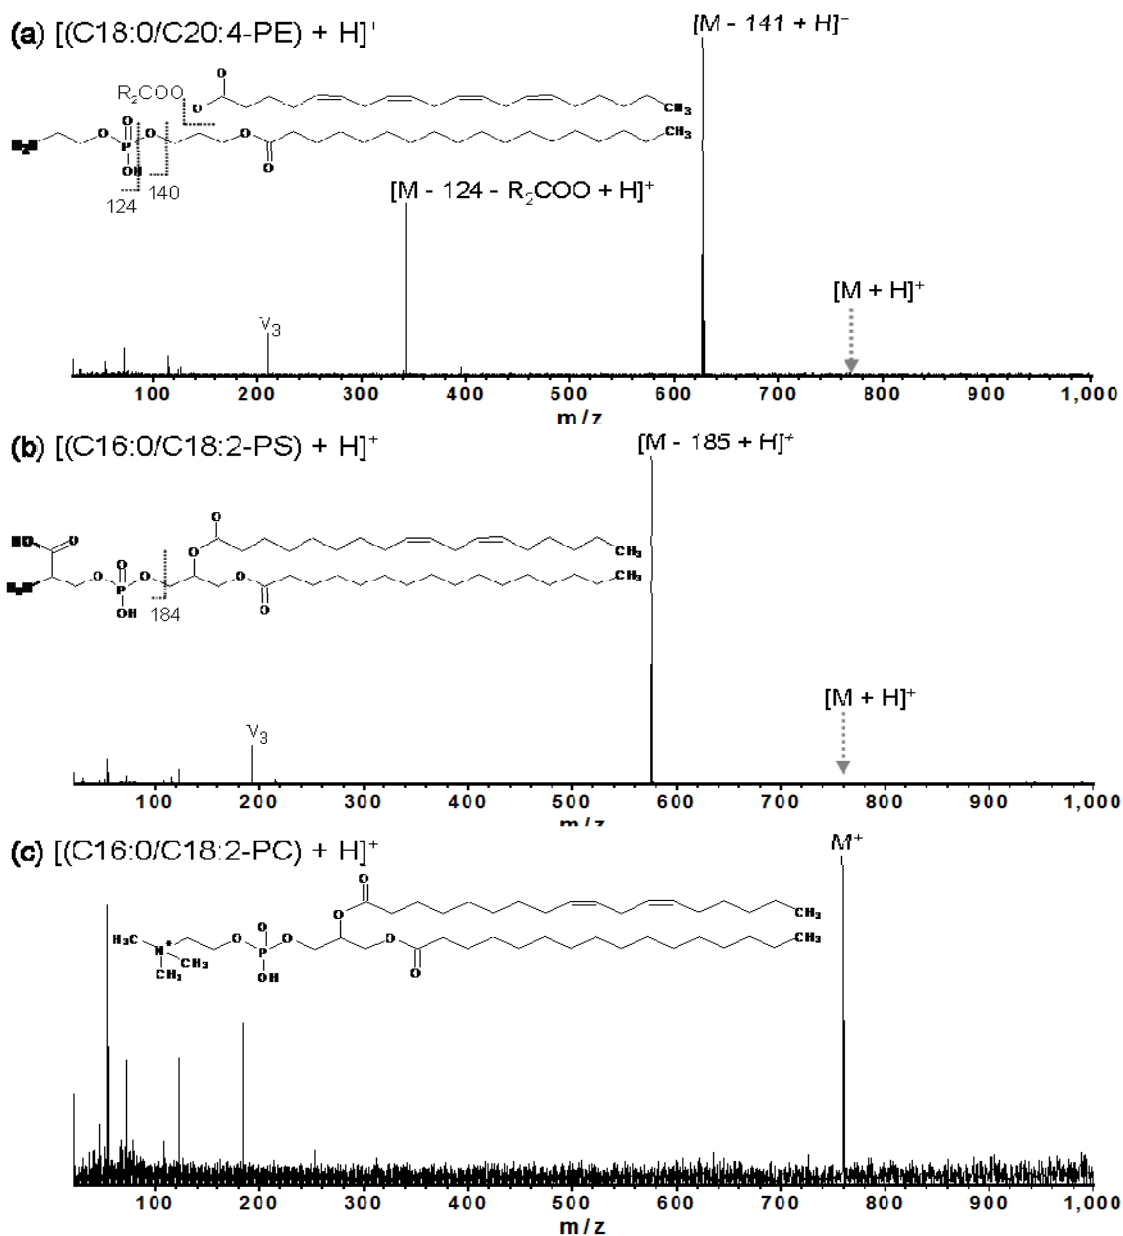 (a) [(C18:0/C20:4-PE) + H]⁺
[M - 141 + H]⁻
R₂COO
O
O
CH₃
O
O
O
P
OH
O
O
CH₃
124
140
[M - 124 - R₂COO + H]⁺
[M + H]⁺
V₃
100 200 300 400 500 600 700 800 900 1,000
m/z
(b) [(C16:0/C18:2-PS) + H]⁺
[M - 185 + H]⁺
O
HO
O
O
CH₃
O
O
P
O
O
CH₃
OH
184
O
[M + H]⁺
V₃
100 200 300 400 500 600 700 800 900 1,000
m/z
(c) [(C16:0/C18:2-PC) + H]⁺
M⁺
O
CH₃
O
O
H₃C
N⁺
O
P
O
O
CH₃
CH₃
CH₃
OH
O
100 200 300 400 500 600 700 800 900 1,000
m/z